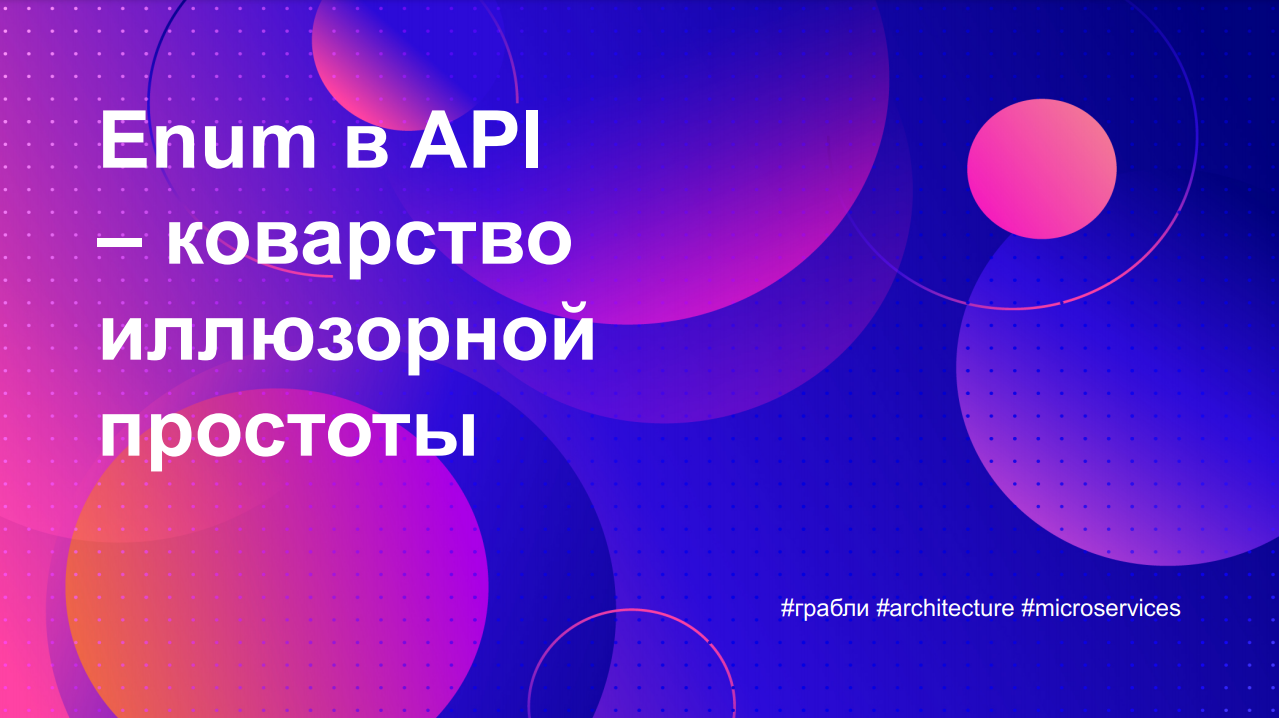 Enum в API
– коварство
иллюзорной
простоты
#грабли #architecture #microservices